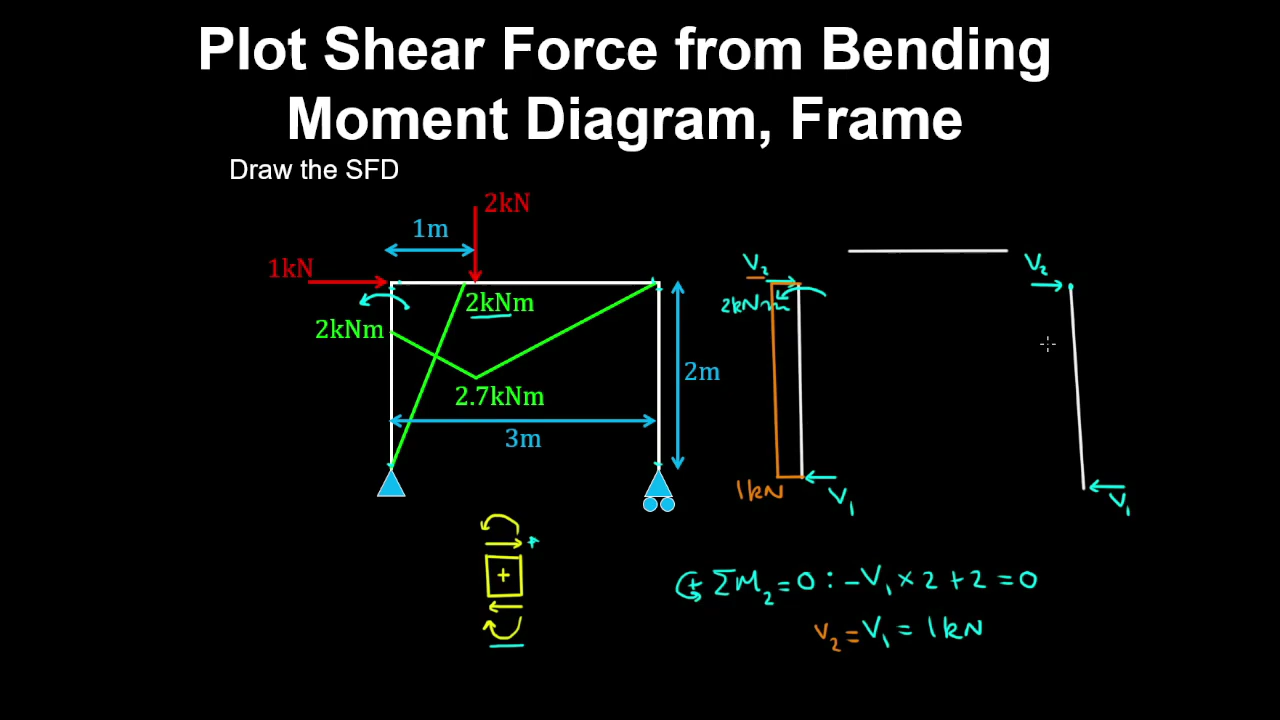 Plot Shear Force from Bending
Moment Diagram, Frame
Draw the SFD
2kN
1m
1kN
2kNm
2kNm
2.7kNm
3m
2m
V₂
2kNm
1kN
V₁
V₂
V₁
+
+
+ ΣM₂=0: -V₁×2+2=0
V₂=V₁=1kN